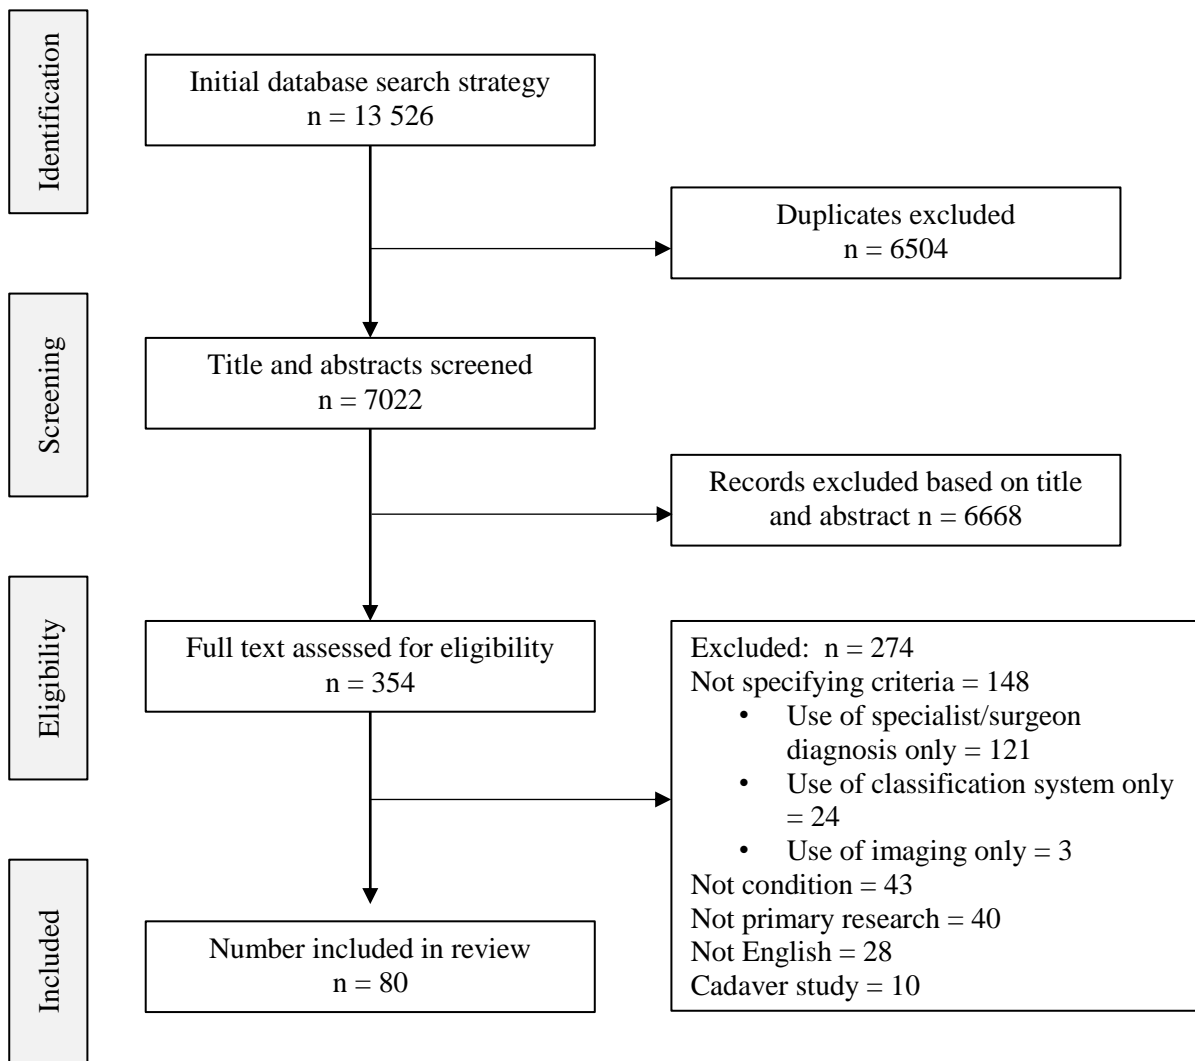 Identification
Initial database search strategy
n = 13 526
Duplicates excluded
n = 6504
Screening
Title and abstracts screened
n = 7022
Records excluded based on title
and abstract n = 6668
Eligibility
Full text assessed for eligibility
n = 354
Excluded:  n = 274
Not specifying criteria = 148
• Use of specialist/surgeon
diagnosis only = 121
• Use of classification system only
= 24
• Use of imaging only = 3
Not condition = 43
Not primary research = 40
Not English = 28
Cadaver study = 10
Included
Number included in review
n = 80